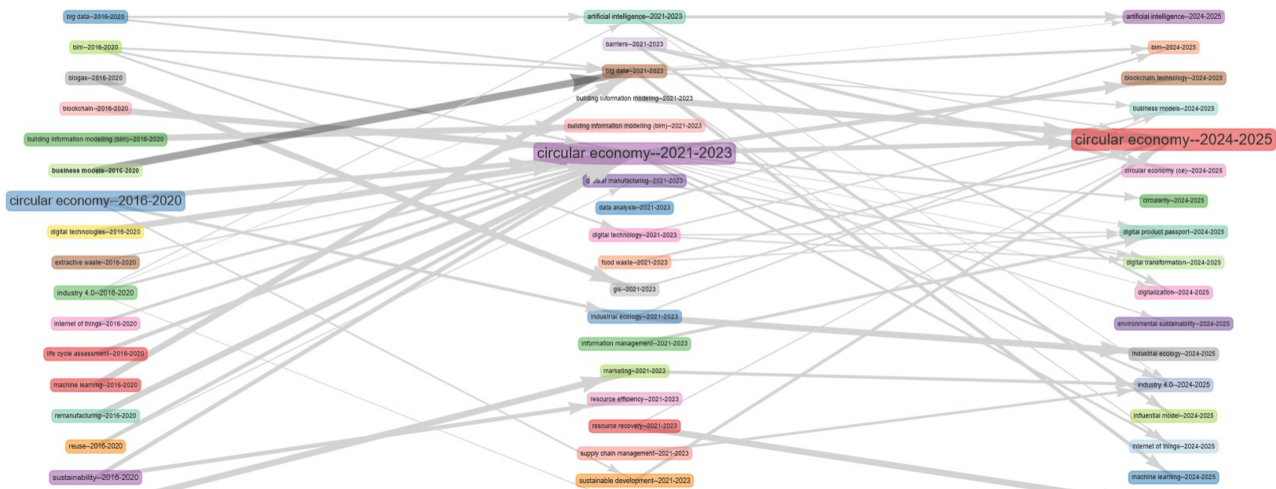 big data--2016-2020
bim--2016-2020
biogas--2016-2020
blockchain--2016-2020
building information modelling (bim)--2016-2020
business models--2016-2020
circular economy--2016-2020
digital technologies--2016-2020
extractive waste--2016-2020
industry 4.0--2016-2020
internet of things--2016-2020
life cycle assessment--2016-2020
machine learning--2016-2020
remanufacturing--2016-2020
reuse--2016-2020
sustainability--2016-2020
artificial intelligence--2021-2023
barriers--2021-2023
big data--2021-2023
building information modeling--2021-2023
building information modelling (bim)--2021-2023
circular economy--2021-2023
circular manufacturing--2021-2023
data analysis--2021-2023
digital technology--2021-2023
food waste--2021-2023
gis--2021-2023
industrial ecology--2021-2023
information management--2021-2023
marketing--2021-2023
resource efficiency--2021-2023
resource recovery--2021-2023
supply chain management--2021-2023
sustainable development--2021-2023
artificial intelligence--2024-2025
bim--2024-2025
blockchain technology--2024-2025
business models--2024-2025
circular economy--2024-2025
circular economy (ce)--2024-2025
circularity--2024-2025
digital product passport--2024-2025
digital transformation--2024-2025
digitalization--2024-2025
environmental sustainability--2024-2025
industrial ecology--2024-2025
industry 4.0--2024-2025
influential model--2024-2025
internet of things--2024-2025
machine learning--2024-2025